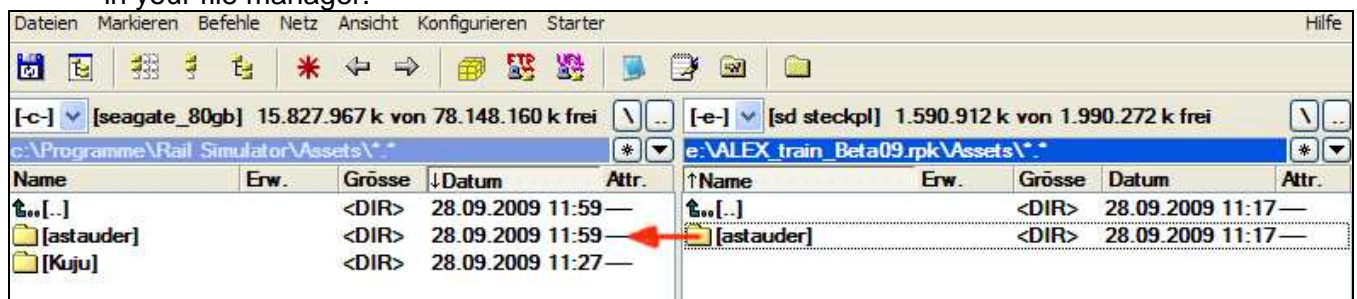 in your file manager.
Dateien Markieren Befehle Netz Ansicht Konfigurieren Starter Hilfe
FTP URL
[-c-] [seagate_80gb] 15.827.967 k von 78.148.160 k frei \ .. [-e-] [sd steckpl] 1.590.912 k von 1.990.272 k frei \ ..
c:\Programme\Rail Simulator\Assets\*.* * e:\ALEX_train_Beta09.rpk\Assets\*.* *
Name Erw. Grösse ↓Datum Attr. ↑Name Erw. Grösse Datum Attr.
[..] <DIR> 28.09.2009 11:59 — [..] <DIR> 28.09.2009 11:17 —
[astauder] <DIR> 28.09.2009 11:59 — [astauder] <DIR> 28.09.2009 11:17 —
[Kuju] <DIR> 28.09.2009 11:27 —